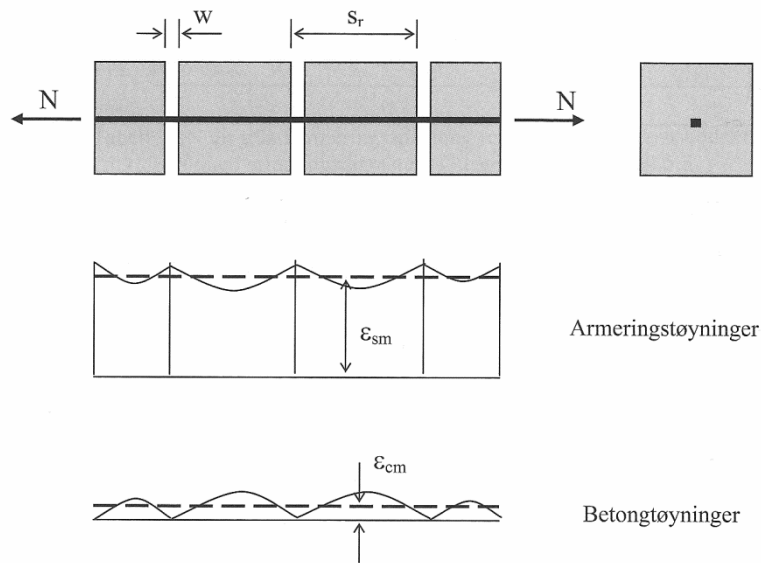 w
sr
N
N
εsm
Armeringstøyninger
εcm
Betongtøyninger